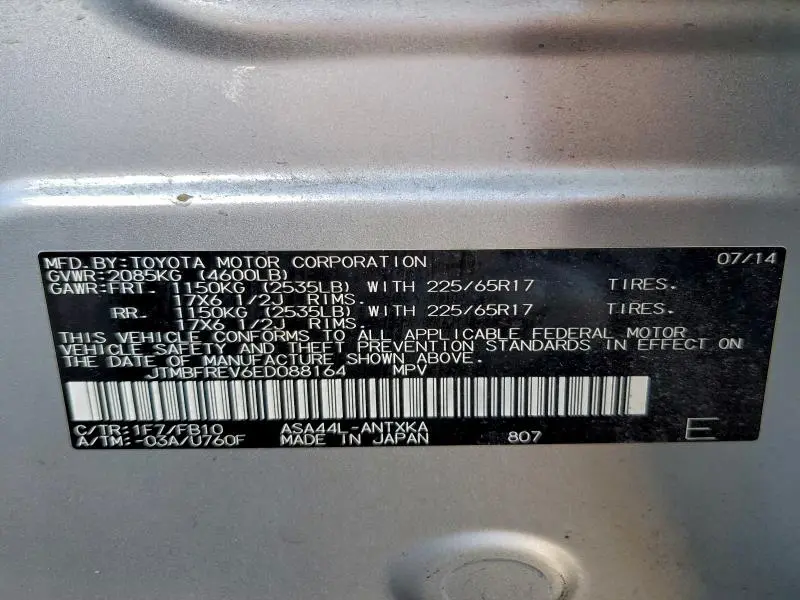 MFD.BY:TOYOTA MOTOR CORPORATION 07/14
GVWR:2085KG (4600LB)
GAWR:FRT. 1150KG (2535LB) WITH 225/65R17 TIRES.
17X6 1/2J RIMS.
RR. 1150KG (2535LB) WITH 225/65R17 TIRES.
17X6 1/2J RIMS.
THIS VEHICLE CONFORMS TO ALL APPLICABLE FEDERAL MOTOR
VEHICLE SAFETY AND THEFT PREVENTION STANDARDS IN EFFECT ON
THE DATE OF MANUFACTURE SHOWN ABOVE.
JTMBFREV6ED088164 MPV
C/TR:1F7/FB10 ASA44L-ANTXKA
A/TM:-03A/U760F MADE IN JAPAN 807 E